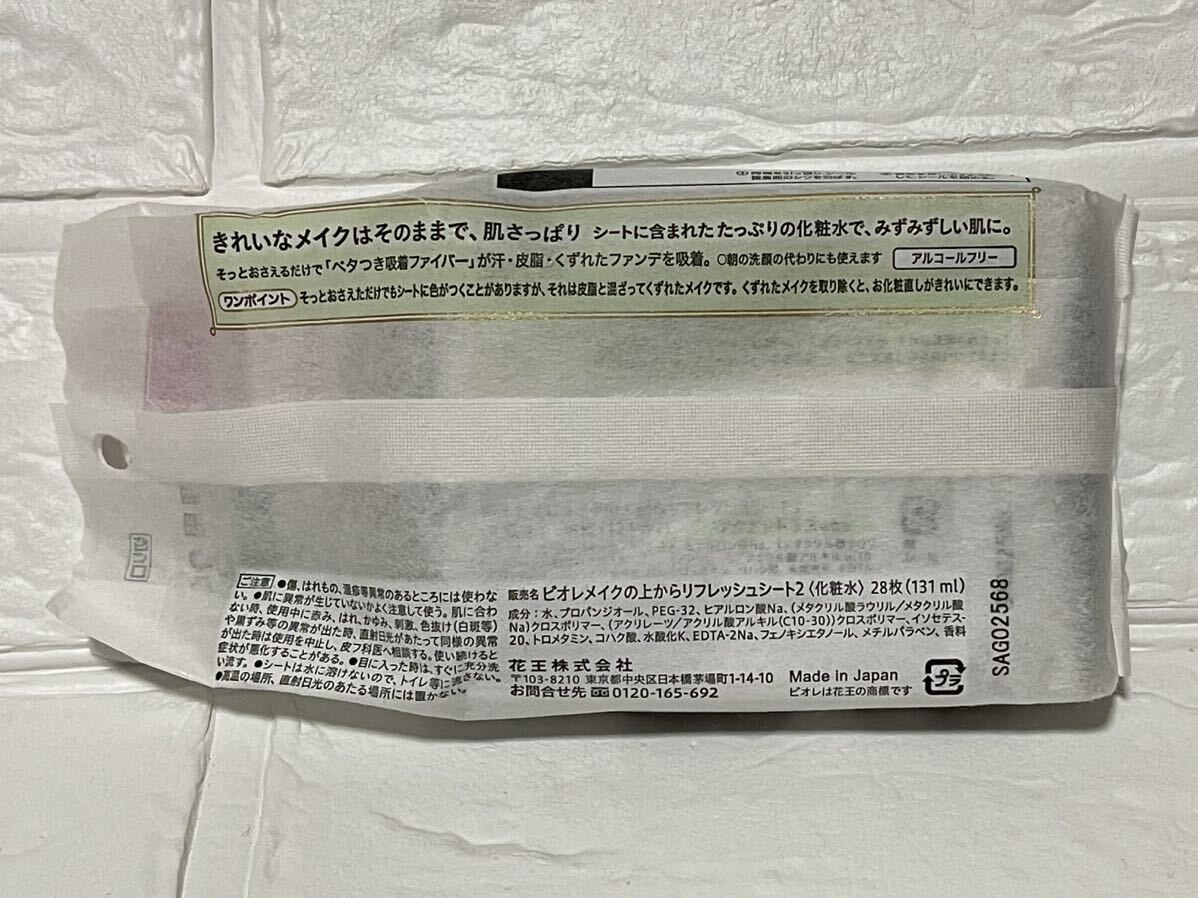 きれいなメイクはそのままで、肌さっぱり シートに含まれたたっぷりの化粧水で、みずみずしい肌に。
そっとおさえるだけで「ベタつき吸着ファイバー」が汗・皮脂・くずれたファンデを吸着。○朝の洗顔の代わりにも使えます アルコールフリー
ワンポイント そっとおさえただけでもシートに色がつくことがありますが、それは皮脂と混ざってくずれたメイクです。くずれたメイクを取り除くと、お化粧直しがきれいにできます。
ご注意 ●傷、はれもの、湿疹等異常のあるところには使わな
い。●肌に異常が生じていないかよく注意して使う。肌に合わ
ない時、使用中に赤み、はれ、かゆみ、刺激、色抜け(白斑等)
や黒ずみ等の異常が出た時、直射日光があたって同様の異常
が出た時は使用を中止し、皮フ科医へ相談する。使い続けると
症状が悪化することがある。●目に入った時は、すぐに充分洗
い流す。●シートは水に溶けないので、トイレ等に流さない。
●高温の場所、直射日光のあたる場所には置かない。
販売名 ビオレメイクの上からリフレッシュシート2〈化粧水〉28枚(131ml)
成分:水、プロパンジオール、PEG-32、ヒアルロン酸Na、(メタクリル酸ラウリル/メタクリル酸
Na)クロスポリマー、(アクリレーツ/アクリル酸アルキル(C10-30))クロスポリマー、イソセテス-
20、トロメタミン、コハク酸、水酸化K、EDTA-2Na、フェノキシエタノール、メチルパラベン、香料
花王株式会社
〒103-8210 東京都中央区日本橋茅場町1-14-10
お問合せ先 0120-165-692
Made in Japan
ビオレは花王の商標です
プラ
SAG02568